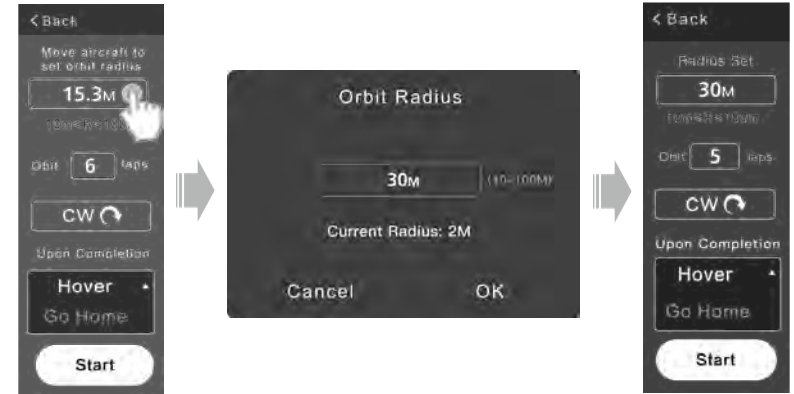 < Back
Move aircraft to
set orbit radius
15.3M
Orbit 6 laps
CW
Upon Completion
Hover
Go Home
Start
Orbit Radius
30M (10-100M)
Current Radius: 2M
Cancel OK
< Back
Radius Set
30M
Orbit 5 laps
CW
Upon Completion
Hover
Go Home
Start